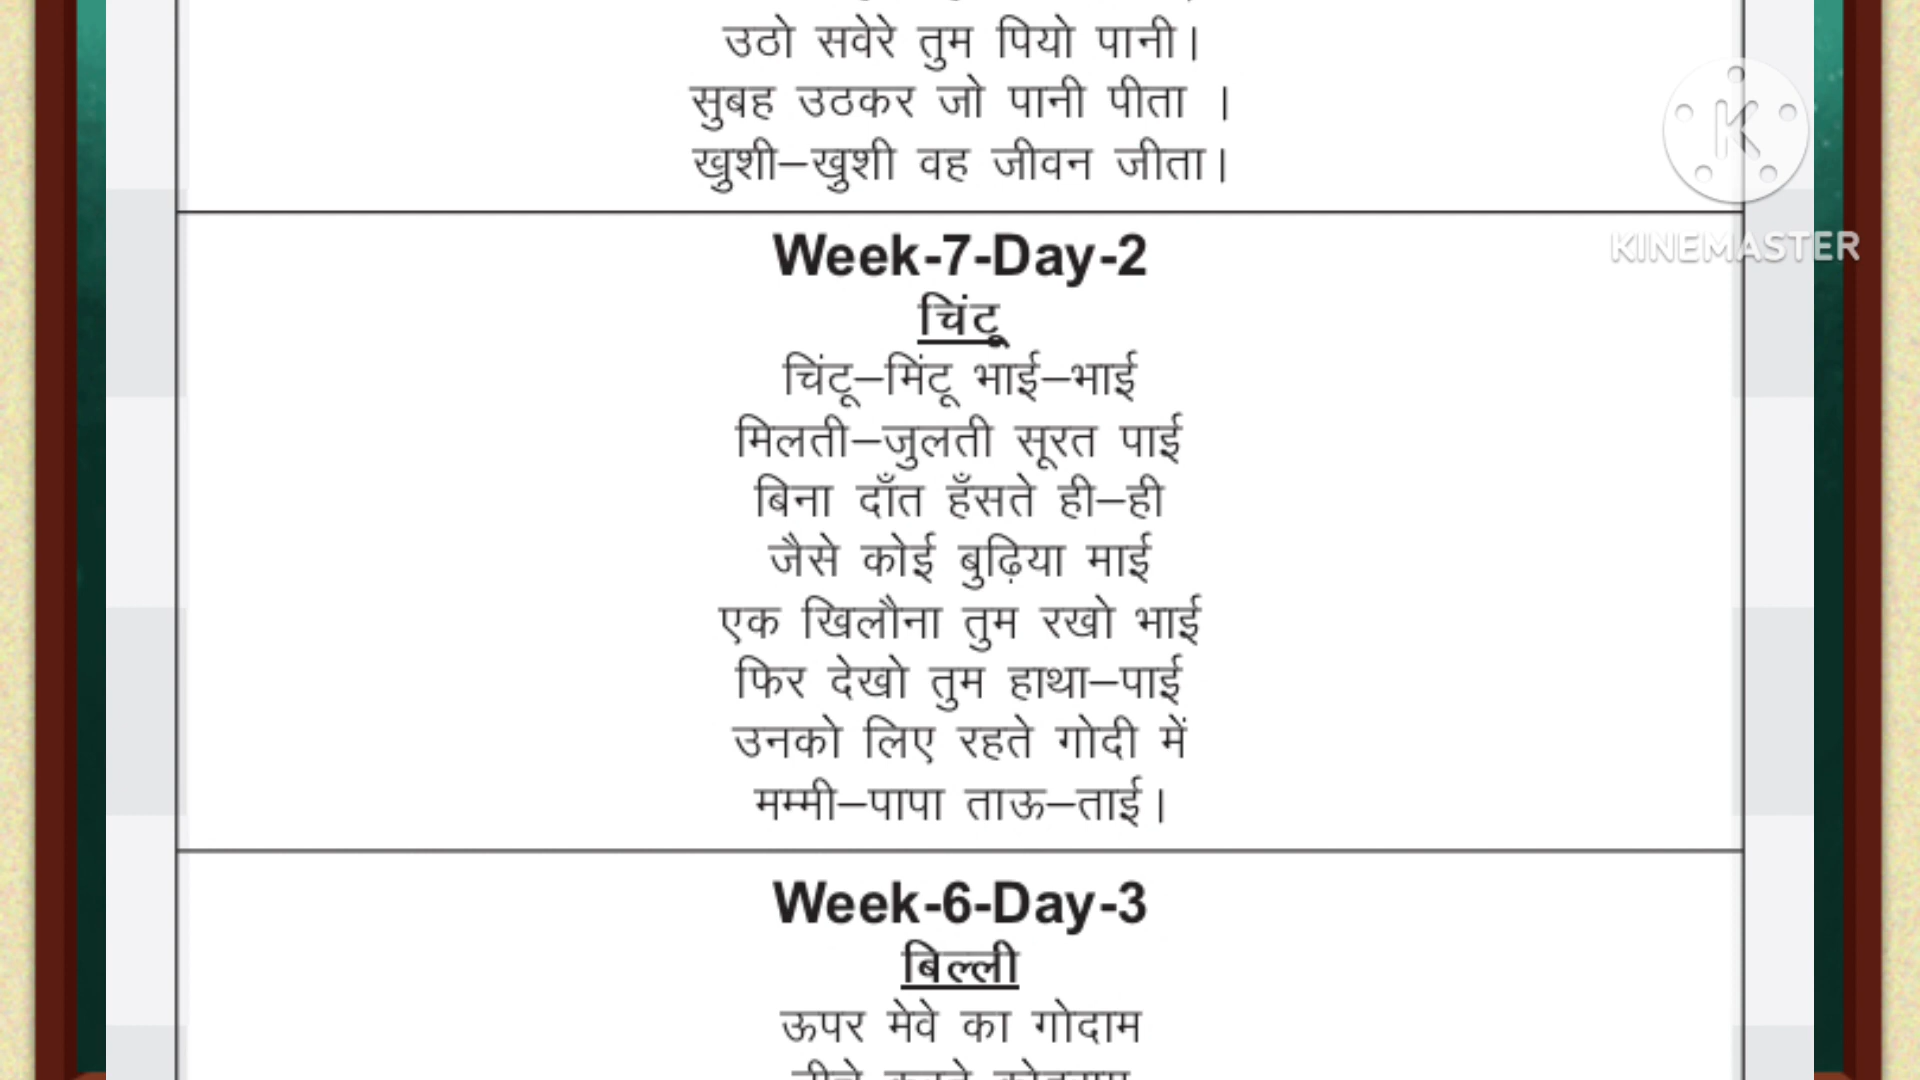 उठो सवेरे तुम पियो पानी।
सुबह उठकर जो पानी पीता ।
खुशी–खुशी वह जीवन जीता।
KINEMASTER
Week-7-Day-2
चिंटू
चिंटू–मिंटू भाई–भाई
मिलती–जुलती सूरत पाई
बिना दाँत हँसते ही–ही
जैसे कोई बुढ़िया माई
एक खिलौना तुम रखो भाई
फिर देखो तुम हाथा–पाई
उनको लिए रहते गोदी में
मम्मी–पापा ताऊ–ताई।
Week-6-Day-3
बिल्ली
ऊपर मेवे का गोदाम